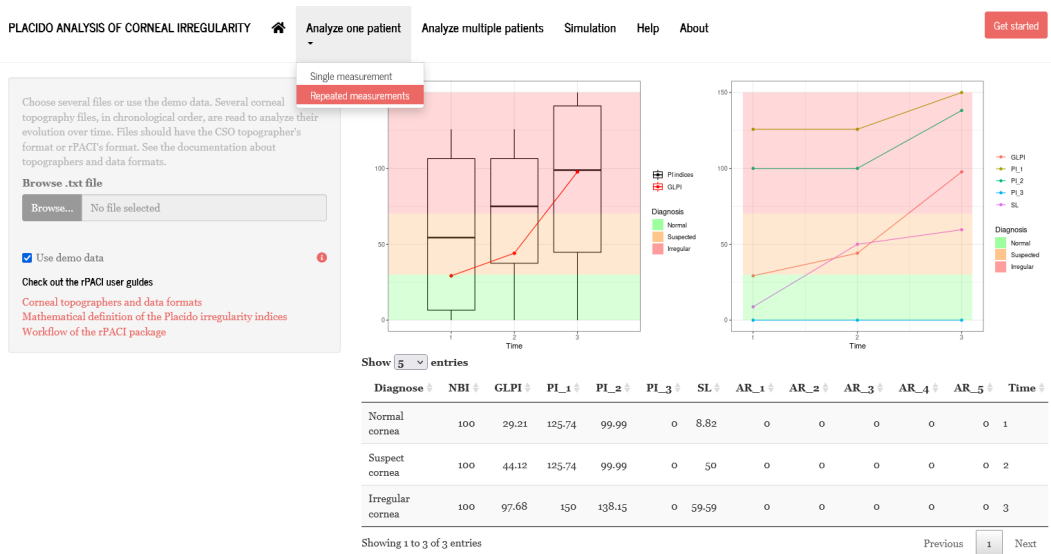 PLACIDO ANALYSIS OF CORNEAL IRREGULARITY
Analyze one patient
Analyze multiple patients
Simulation
Help
About
Get started
Single measurement
Repeated measurements
Choose several files or use the demo data. Several corneal
topography files, in chronological order, are read to analyze their
evolution over time. Files should have the CSO topographer's
format or rPACI's format. See the documentation about
topographers and data formats.
Browse .txt file
Browse... No file selected
Use demo data
Check out the rPACI user guides
Corneal topographers and data formats
Mathematical definition of the Placido irregularity indices
Workflow of the rPACI package
100
50
0
1 2 3
Time
PI indices
GLPI
Diagnosis
Normal
Suspected
Irregular
150
100
50
0
1 2 3
Time
GLPI
PI_1
PI_2
PI_3
SL
Diagnosis
Normal
Suspected
Irregular
Show 5 entries
Diagnose NBI GLPI PI_1 PI_2 PI_3 SL AR_1 AR_2 AR_3 AR_4 AR_5 Time
Normal
cornea 100 29.21 125.74 99.99 0 8.82 0 0 0 0 0 1
Suspect
cornea 100 44.12 125.74 99.99 0 50 0 0 0 0 0 2
Irregular
cornea 100 97.68 150 138.15 0 59.59 0 0 0 0 0 3
Showing 1 to 3 of 3 entries
Previous 1 Next